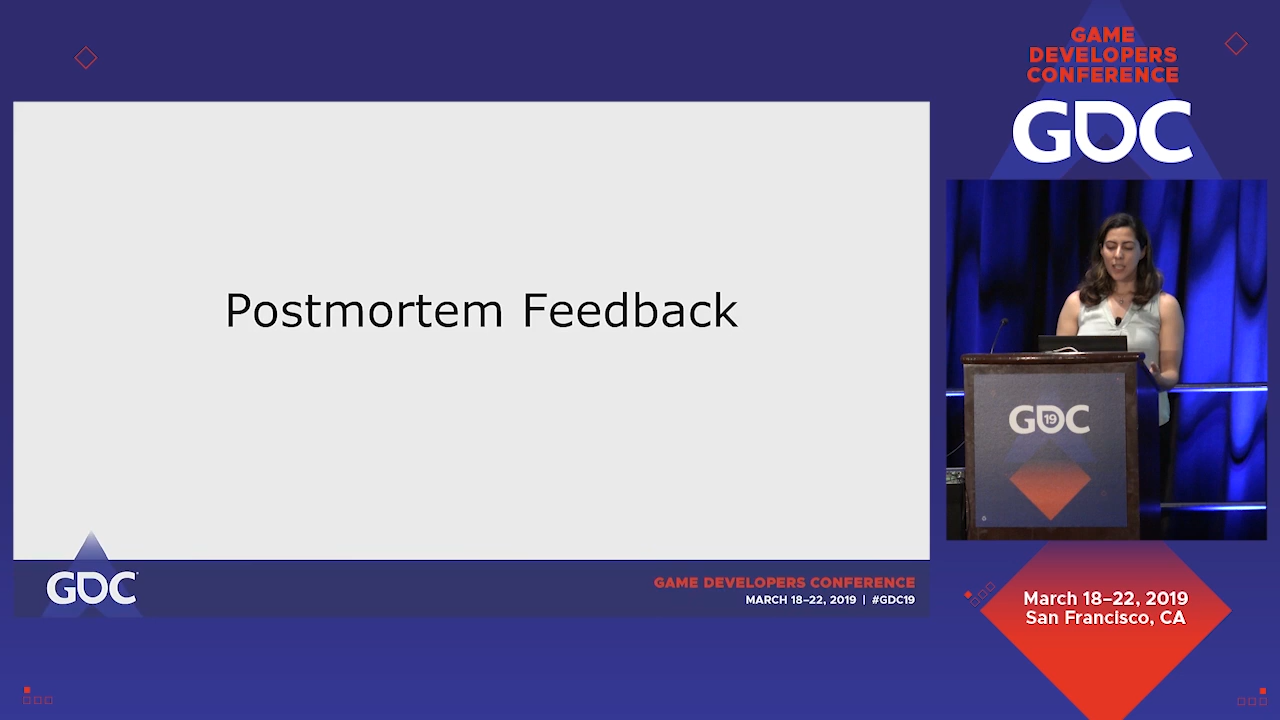 GAME
DEVELOPERS
CONFERENCE
GDC
Postmortem Feedback
GDC
19
GDC
GAME DEVELOPERS CONFERENCE
MARCH 18–22, 2019 | #GDC19
March 18–22, 2019
San Francisco, CA